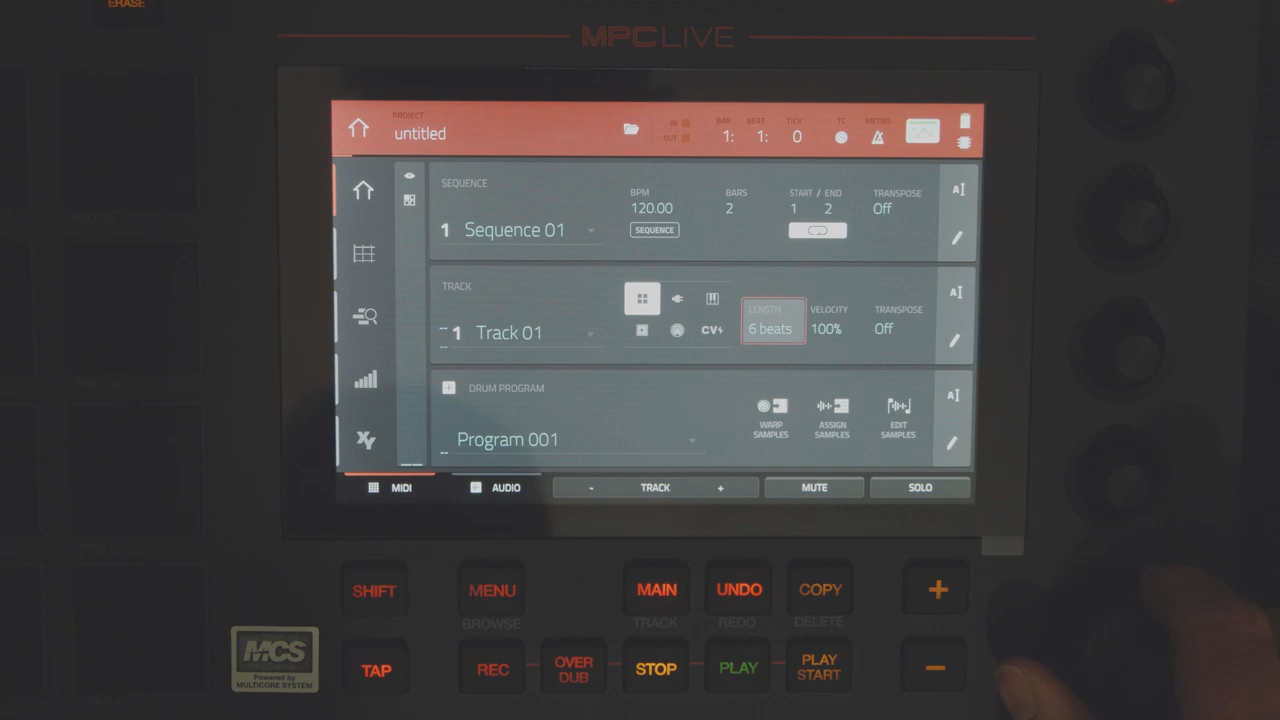 ERASE
MPC LIVE
PROJECT
untitled
IN
OUT
BAR BEAT TICK
1: 1: 0
TC METRO
SEQUENCE
1 Sequence 01
BPM
120.00
SEQUENCE
BARS
2
START / END
1 2
TRANSPOSE
Off
TRACK
1 Track 01
CV
LENGTH
6 beats
VELOCITY
100%
TRANSPOSE
Off
DRUM PROGRAM
Program 001
WARP
SAMPLES
ASSIGN
SAMPLES
EDIT
SAMPLES
XY
MIDI AUDIO - TRACK + MUTE SOLO
SHIFT MENU MAIN UNDO COPY +
BROWSE TRACK REDO DELETE
MCS
Powered by
MULTICORE SYSTEM
TAP REC OVER DUB STOP PLAY PLAY START −